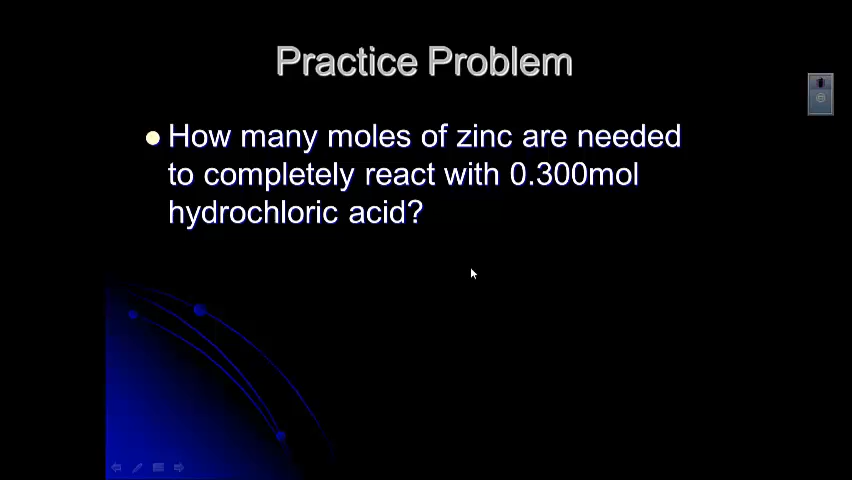 Practice Problem
How many moles of zinc are needed
to completely react with 0.300mol
hydrochloric acid?